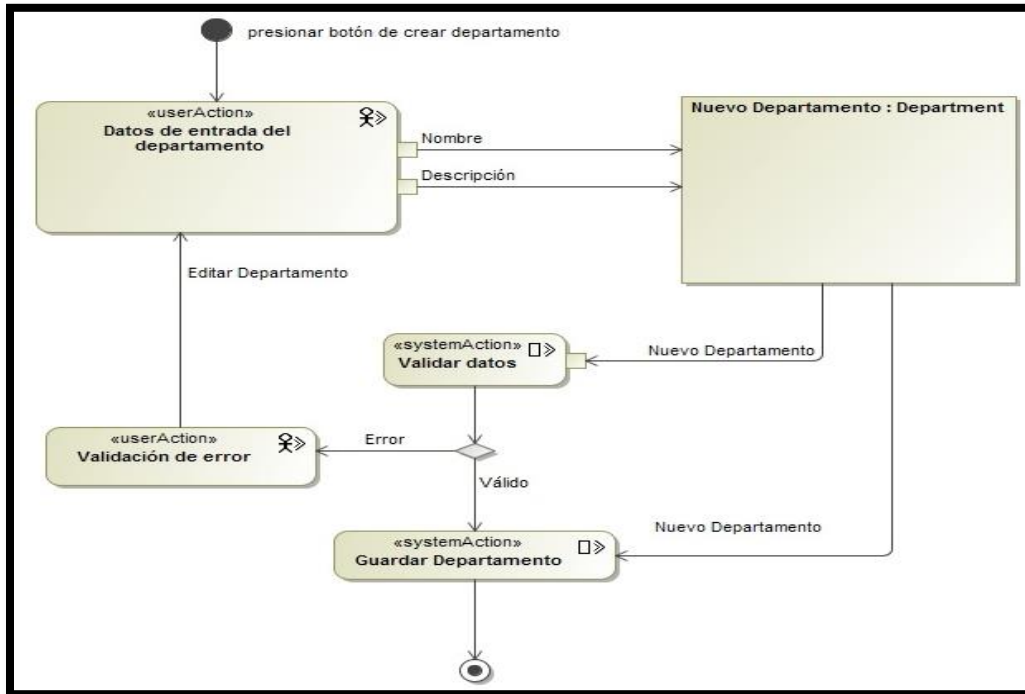 presionar botón de crear departamento
«userAction»
Datos de entrada del
departamento
Nombre
Descripción
Nuevo Departamento : Department
Editar Departamento
«systemAction»
Validar datos
Nuevo Departamento
«userAction»
Validación de error
Error
Válido
«systemAction»
Guardar Departamento
Nuevo Departamento